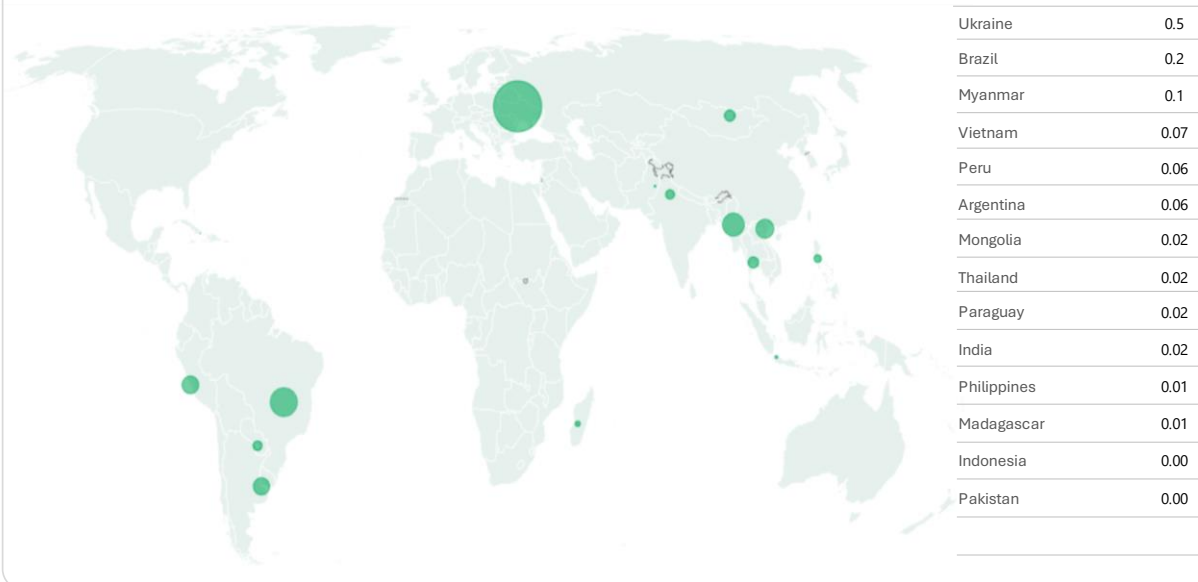 Ukraine 0.5
Brazil 0.2
Myanmar 0.1
Vietnam 0.07
Peru 0.06
Argentina 0.06
Mongolia 0.02
Thailand 0.02
Paraguay 0.02
India 0.02
Philippines 0.01
Madagascar 0.01
Indonesia 0.00
Pakistan 0.00